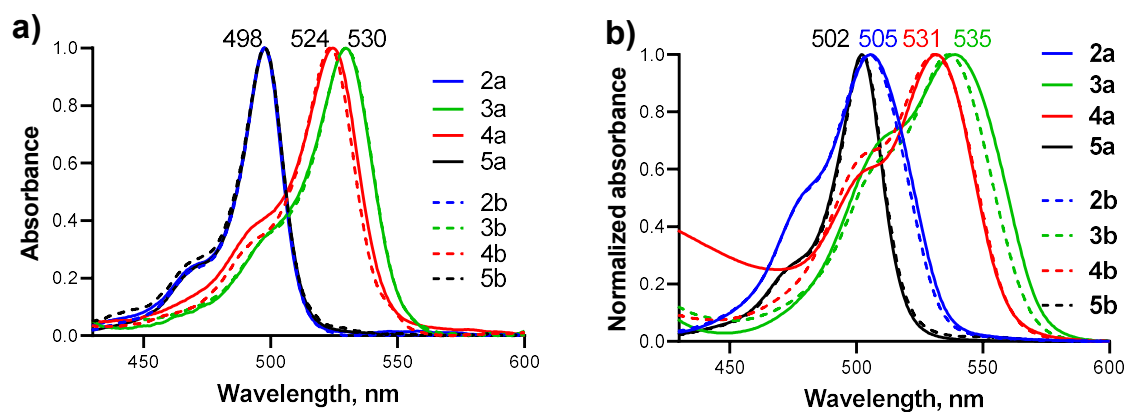 a)
498 524 530
Absorbance
1.0
0.8
0.6
0.4
0.2
0.0
450 500 550 600
Wavelength, nm
2a
3a
4a
5a
2b
3b
4b
5b
b)
502 505 531 535
Normalized absorbance
1.0
0.8
0.6
0.4
0.2
0.0
450 500 550 600
Wavelength, nm
2a
3a
4a
5a
2b
3b
4b
5b